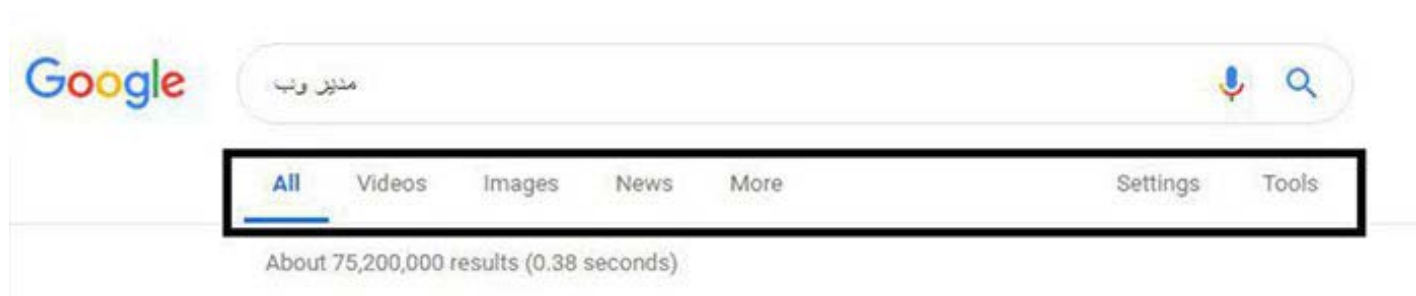 Google
مدیر وب
All Videos Images News More Settings Tools
About 75,200,000 results (0.38 seconds)